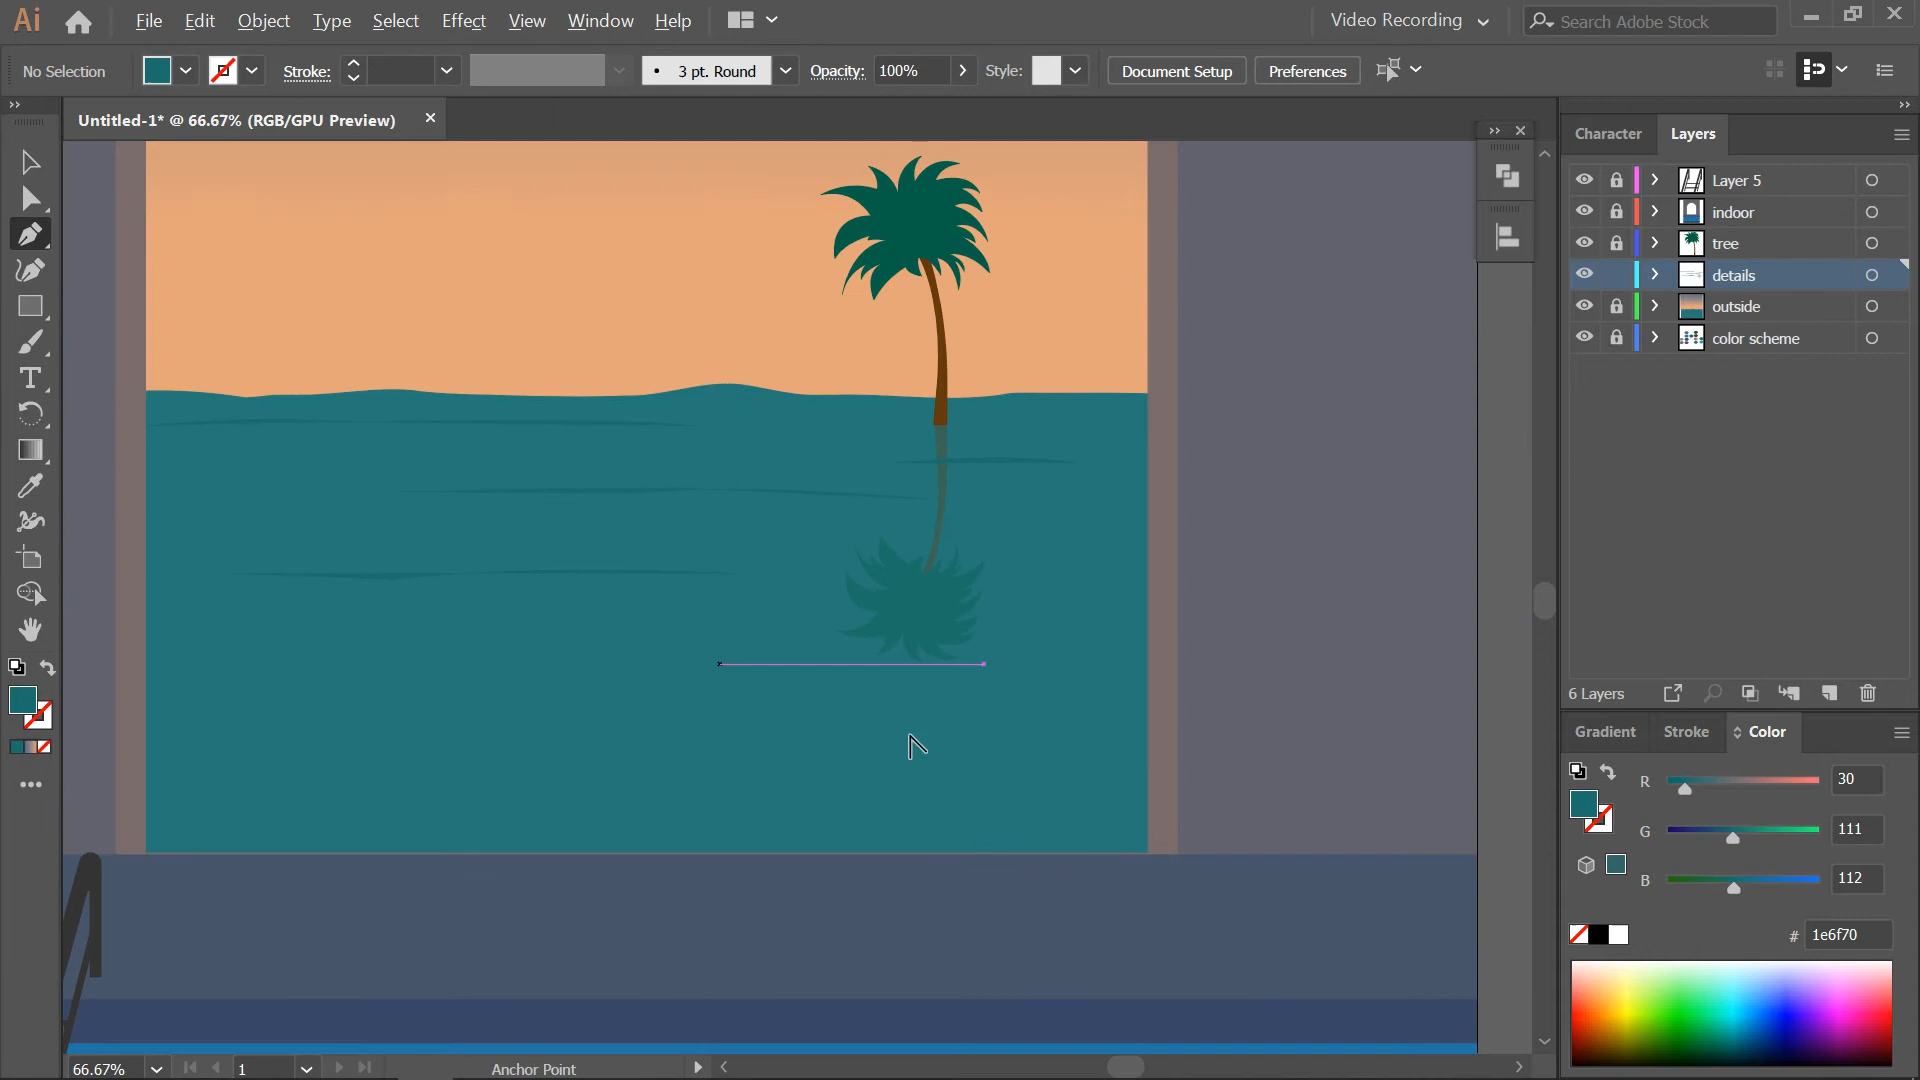 Ai File Edit Object Type Select Effect View Window Help Video Recording Search Adobe Stock
No Selection Stroke: 3 pt. Round Opacity: 100% Style: Document Setup Preferences
Untitled-1* @ 66.67% (RGB/GPU Preview)
Character Layers
Layer 5
indoor
tree
details
outside
color scheme
6 Layers
Gradient Stroke Color
R 30
G 111
B 112
# 1e6f70
66.67% 1 Anchor Point